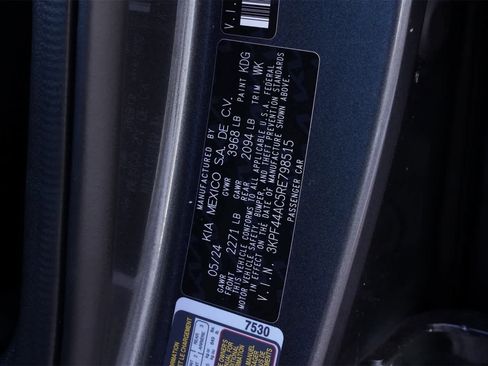 V.I.N.
MANUFACTURED BY
05/24 KIA MEXICO S.A. DE C.V.
GVWR 3968 LB PAINT KDG
GAWR FRONT 2271 LB GAWR REAR 2094 LB TRIM WK
THIS VEHICLE CONFORMS TO ALL APPLICABLE U.S.A. FEDERAL
MOTOR VEHICLE SAFETY, BUMPER, AND THEFT PREVENTION STANDARDS
IN EFFECT ON THE DATE OF MANUFACTURE SHOWN ABOVE.
V.I.N. 3KPF44AC5RE798515
PASSENGER CAR
7530